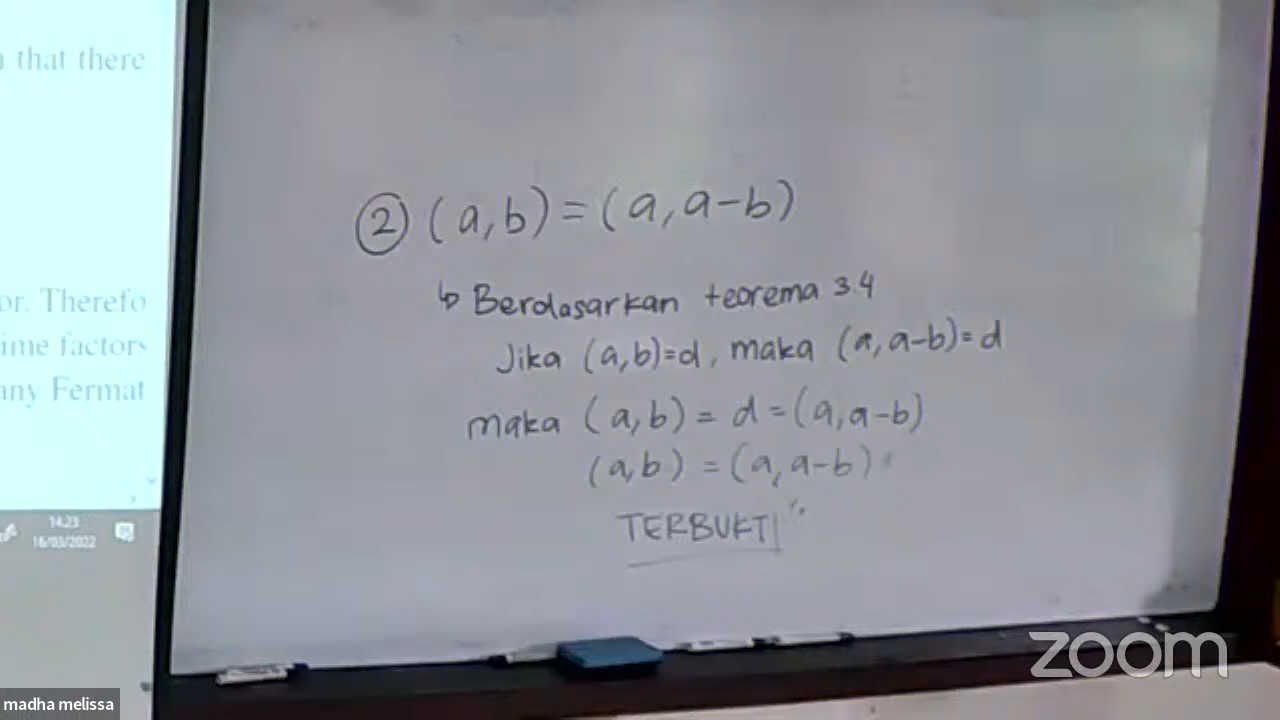 that there
or. Therefo
ime factors
ny Fermat
14.23
16/03/2022
② (a,b) = (a, a-b)
↳ Berdasarkan teorema 3.4
Jika (a,b)=d, maka (a, a-b)=d
maka (a,b) = d = (a, a-b)
(a,b) = (a, a-b)
TERBUKTI
zoom
madha melissa